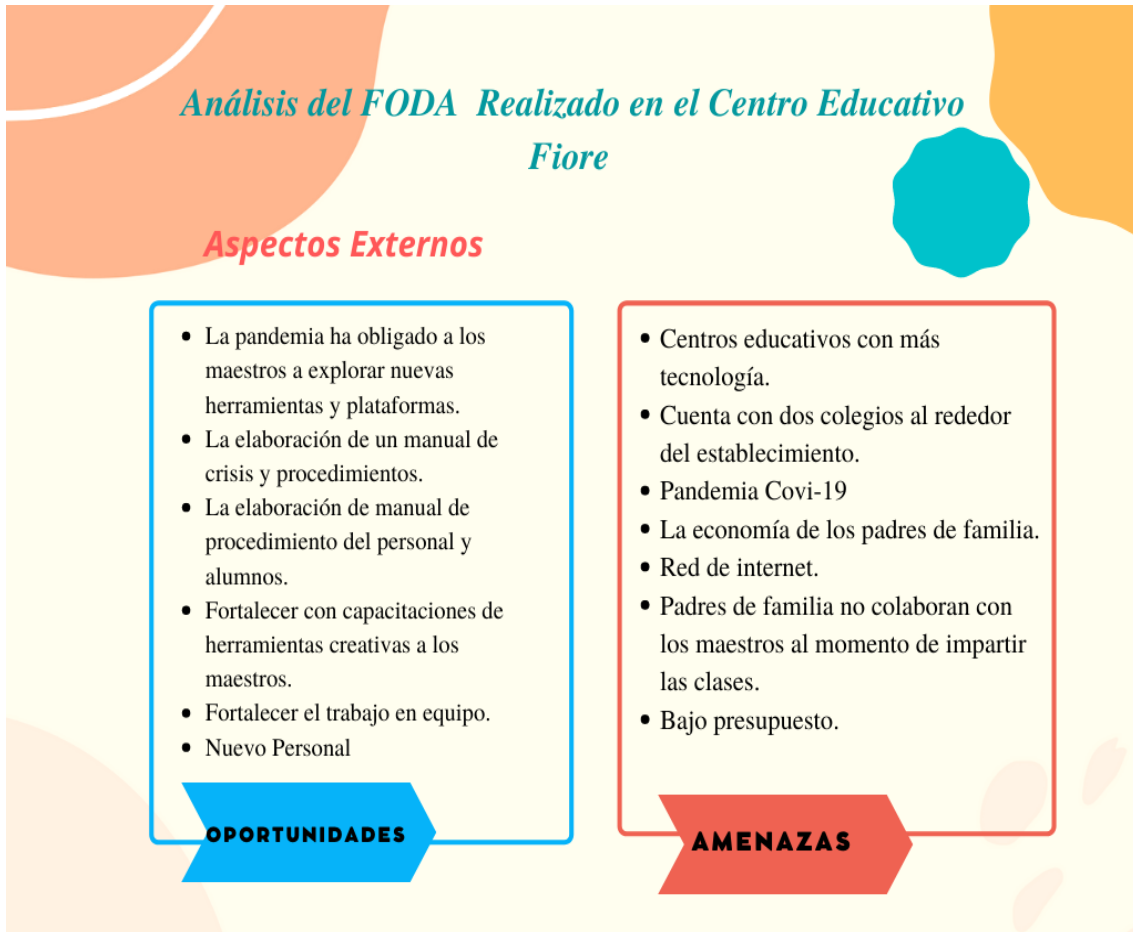 Análisis del FODA Realizado en el Centro Educativo
Fiore
Aspectos Externos
• La pandemia ha obligado a los
maestros a explorar nuevas
herramientas y plataformas.
• La elaboración de un manual de
crisis y procedimientos.
• La elaboración de manual de
procedimiento del personal y
alumnos.
• Fortalecer con capacitaciones de
herramientas creativas a los
maestros.
• Fortalecer el trabajo en equipo.
• Nuevo Personal
OPORTUNIDADES
• Centros educativos con más
tecnología.
• Cuenta con dos colegios al rededor
del establecimiento.
• Pandemia Covi-19
• La economía de los padres de familia.
• Red de internet.
• Padres de familia no colaboran con
los maestros al momento de impartir
las clases.
• Bajo presupuesto.
AMENAZAS